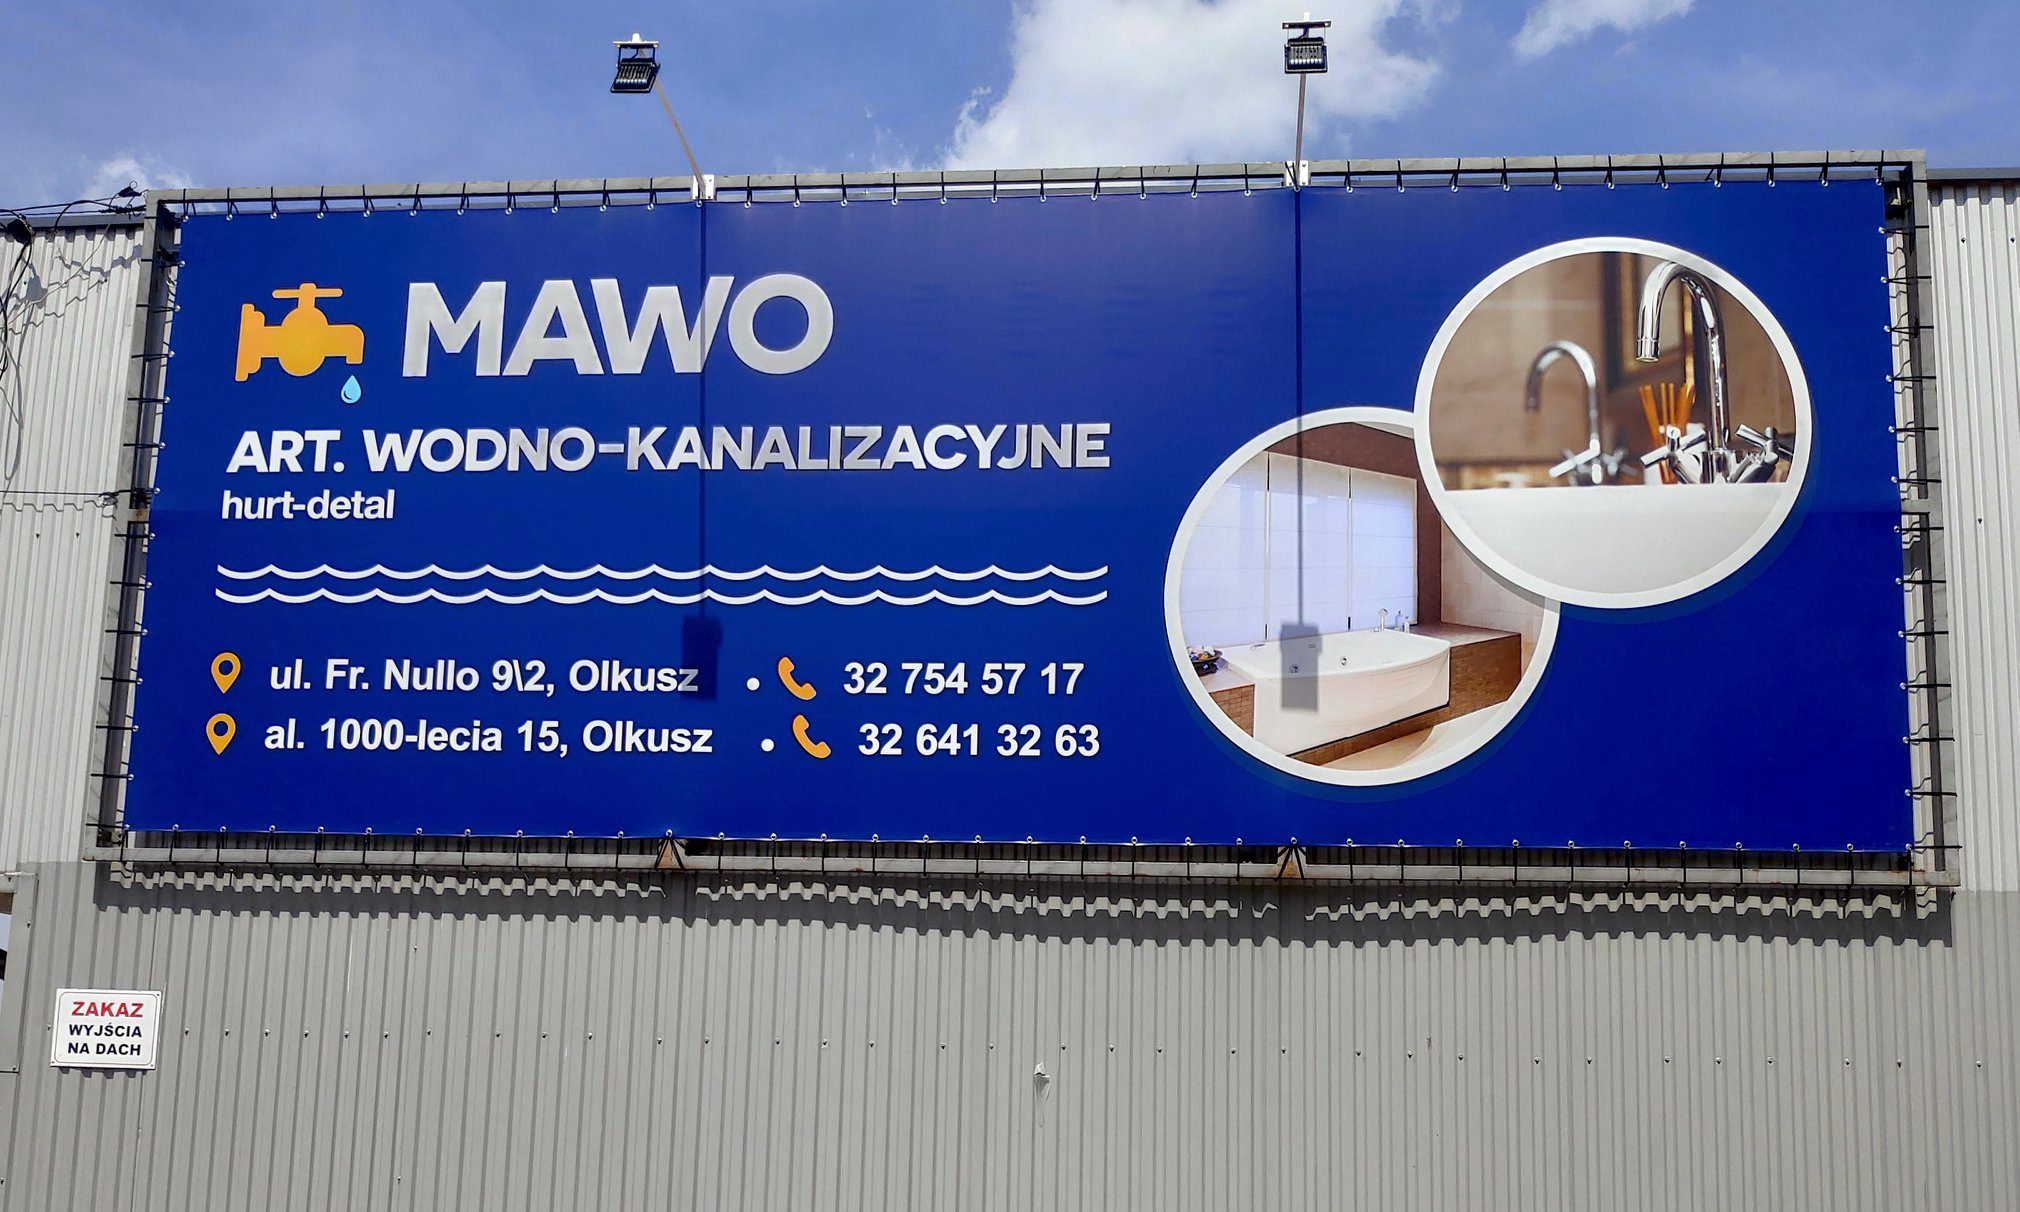 MAWO
ART. WODNO-KANALIZACYJNE
hurt-detal
ul. Fr. Nullo 9\2, Olkusz • 32 754 57 17
al. 1000-lecia 15, Olkusz • 32 641 32 63
ZAKAZ
WYJŚCIA
NA DACH